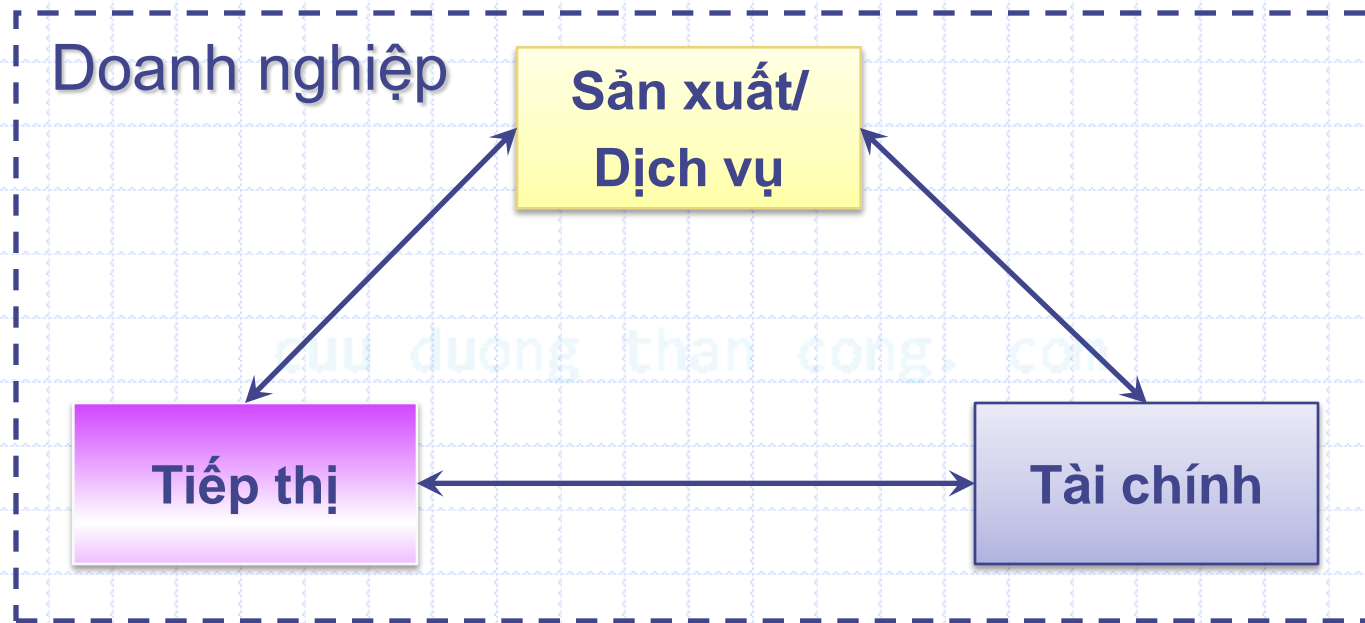 Doanh nghiệp
Sản xuất/
Dịch vụ
cuu duong than cong. com
Tiếp thị
Tài chính